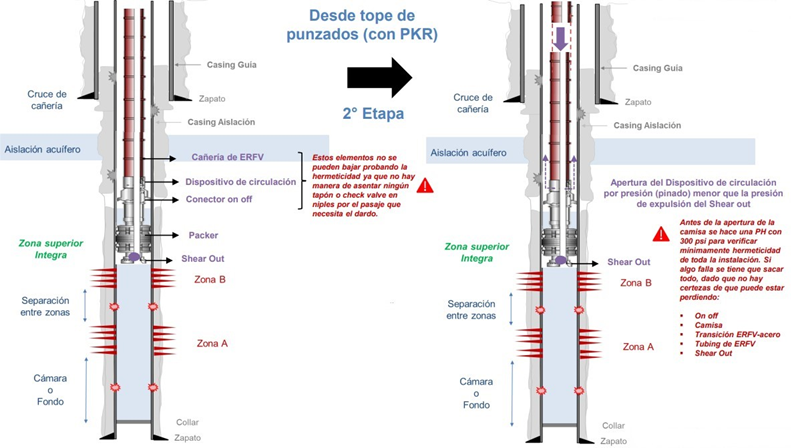 Desde tope de
punzados (con PKR)
2° Etapa
Casing Guía
Cruce de
cañería
Zapato
Casing Aislación
Aislación acuífero
Cañería de ERFV
Dispositivo de circulación
Conector on off
Estos elementos no se
pueden bajar probando la
hermeticidad ya que no hay
manera de asentar ningún
tapón o check valve en
niples por el pasaje que
necesita el dardo.
Packer
Zona superior
Integra
Shear Out
Zona B
Separación
entre zonas
Zona A
Cámara
o
Fondo
Collar
Zapato
Casing Guía
Cruce de
cañería
Zapato
Casing Aislación
Aislación acuífero
Apertura del Dispositivo de circulación
por presión (pinado) menor que la presión
de expulsión del Shear out
Antes de la apertura de la
camisa se hace una PH con
300 psi para verificar
mínimamente hermeticidad
de toda la instalación. Si
algo falla se tiene que sacar
todo, dado que no hay
certezas de que puede estar
perdiendo:
• On off
• Camisa
• Transición ERFV-acero
• Tubing de ERFV
• Shear Out
Zona superior
Integra
Shear Out
Zona B
Separación
entre zonas
Zona A
Cámara
o
Fondo
Collar
Zapato